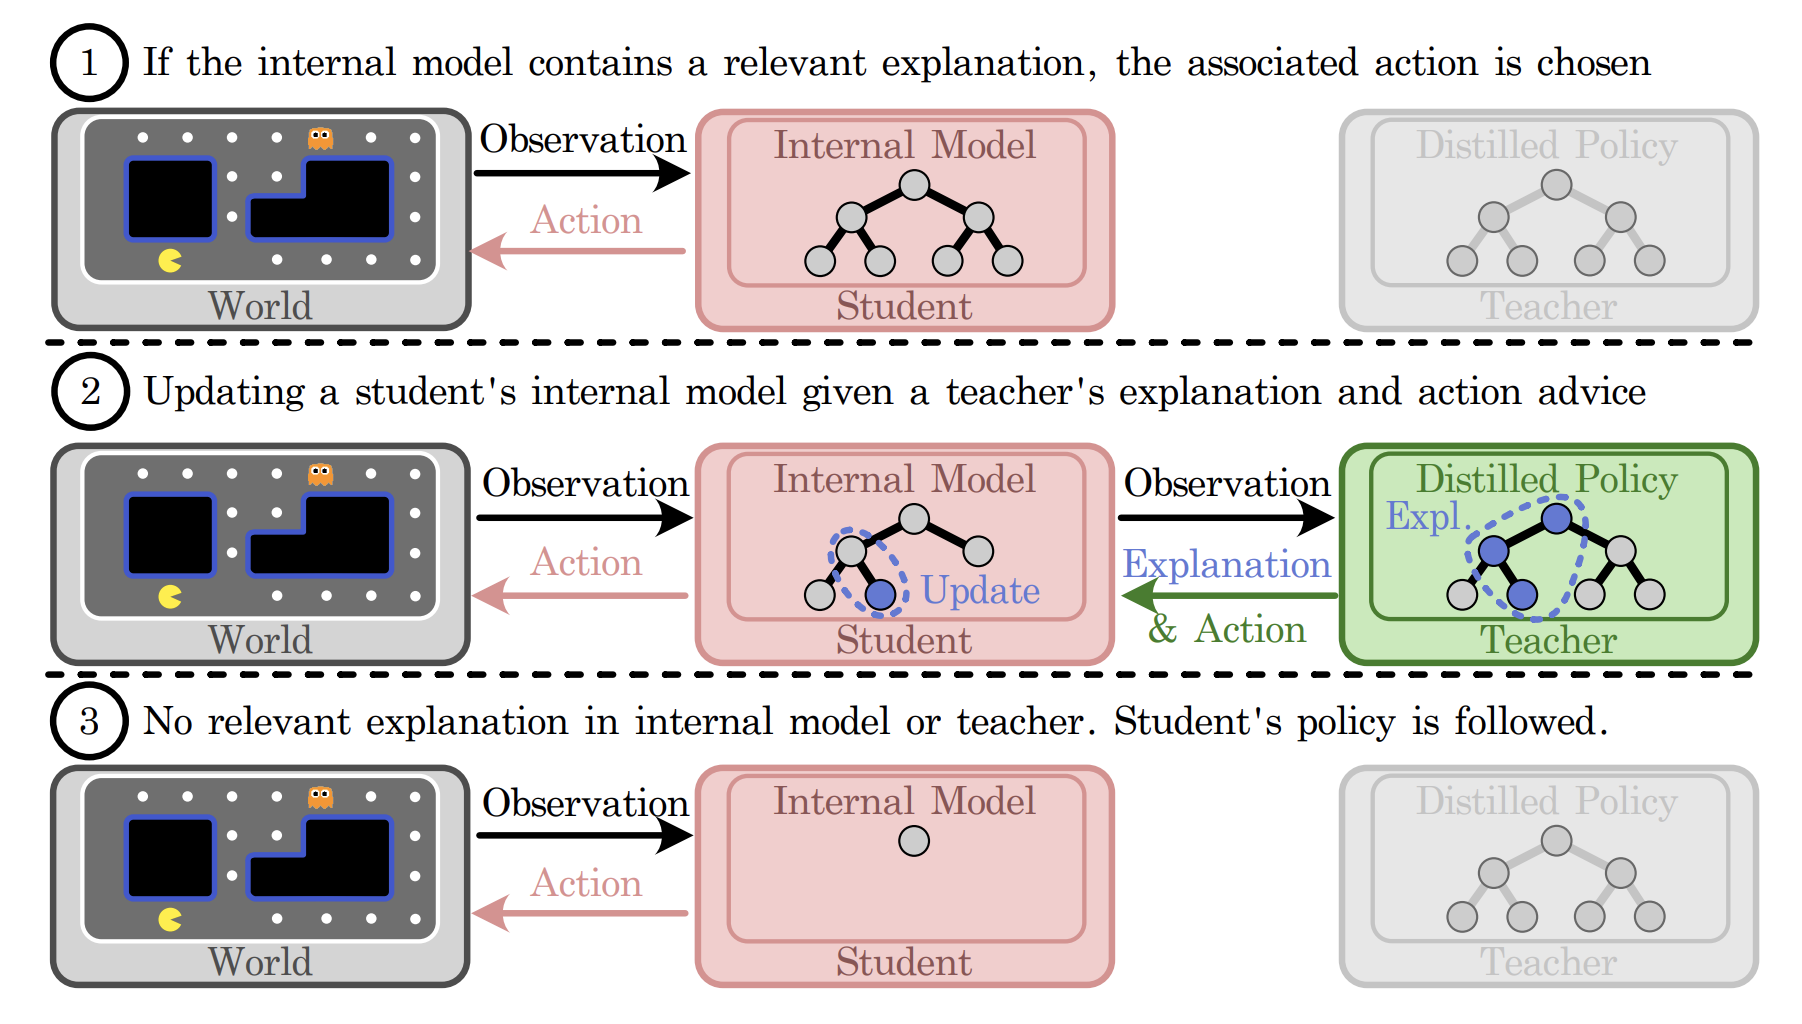 1 If the internal model contains a relevant explanation, the associated action is chosen
Observation
Action
World
Internal Model
Student
Distilled Policy
Teacher
2 Updating a student's internal model given a teacher's explanation and action advice
Observation
Action
World
Internal Model
Update
Student
Observation
Explanation
& Action
Distilled Policy
Expl.
Teacher
3 No relevant explanation in internal model or teacher. Student's policy is followed.
Observation
Action
World
Internal Model
Student
Distilled Policy
Teacher